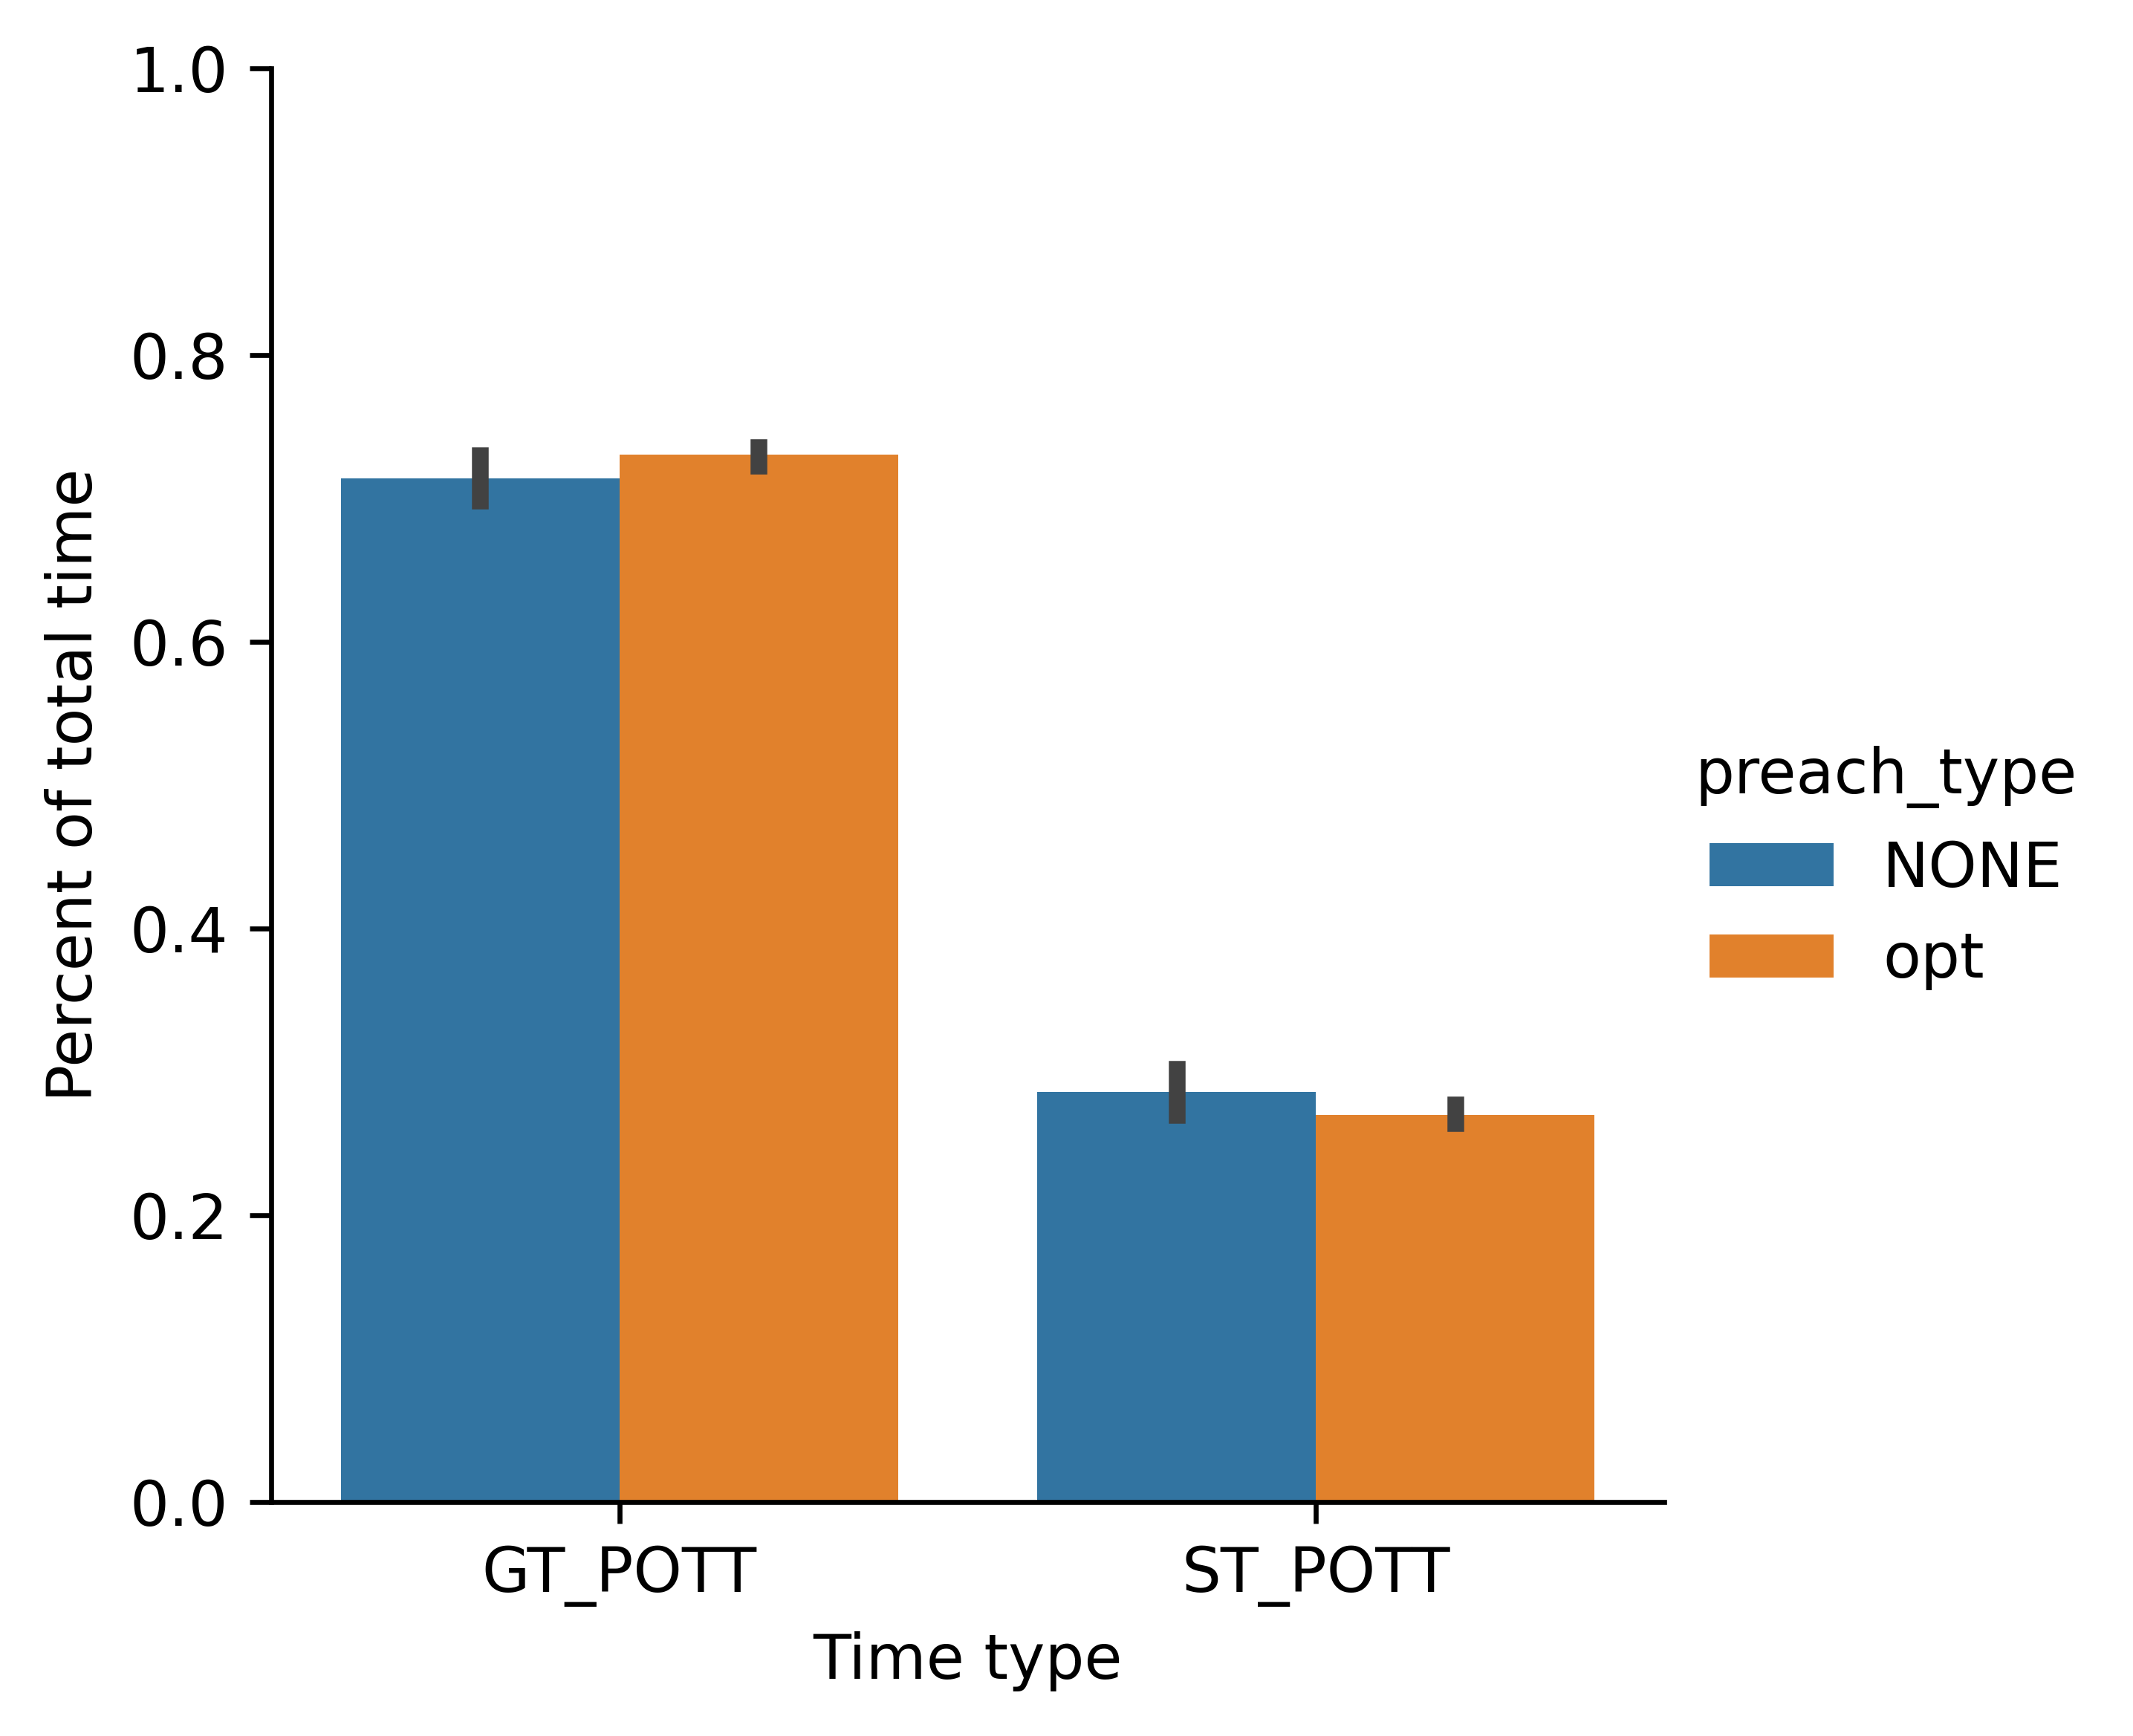 1.0
0.8
0.6
0.4
0.2
0.0
Percent of total time
GT_POTT
ST_POTT
Time type
preach_type
NONE
opt